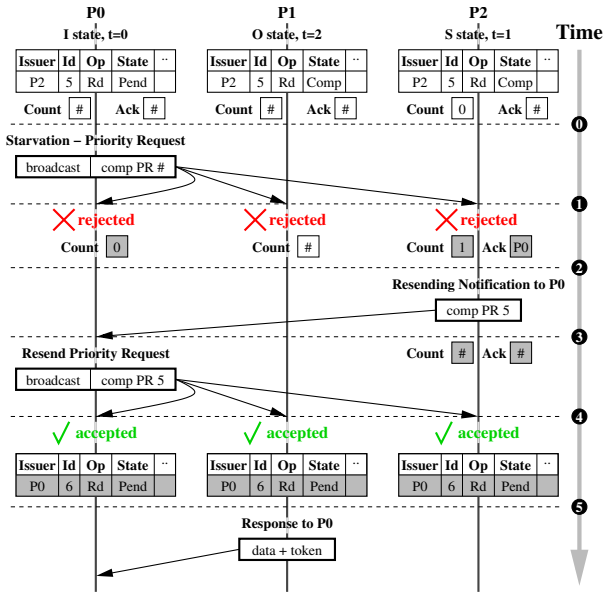 P0 P1 P2
I state, t=0 O state, t=2 S state, t=1 Time
Issuer Id Op State .. Issuer Id Op State .. Issuer Id Op State ..
P2 5 Rd Pend P2 5 Rd Comp P2 5 Rd Comp
Count # Ack # Count # Ack # Count 0 Ack #
0
Starvation – Priority Request
broadcast comp PR #
1
rejected rejected rejected
Count 0 Count # Count 1 Ack P0
2
Resending Notification to P0
comp PR 5
3
Resend Priority Request Count # Ack #
broadcast comp PR 5
4
accepted accepted accepted
Issuer Id Op State .. Issuer Id Op State .. Issuer Id Op State ..
P0 6 Rd Pend P0 6 Rd Pend P0 6 Rd Pend
5
Response to P0
data + token